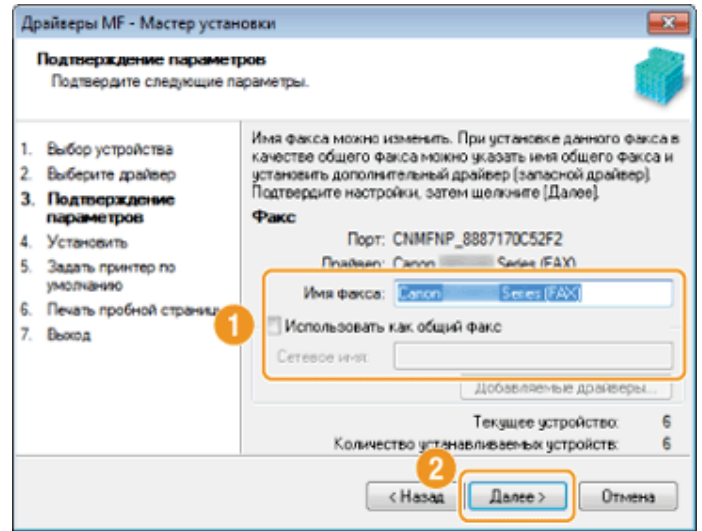 Драйверы MF - Мастер установки
Подтверждение параметров
Подтвердите следующие параметры.
1. Выбор устройства
2. Выберите драйвер
3. Подтверждение
параметров
4. Установить
5. Задать принтер по
умолчанию
6. Печать пробной страницы
7. Выход
Имя факса можно изменить. При установке данного факса в
качестве общего факса можно указать имя общего факса и
установить дополнительный драйвер (запасной драйвер).
Подтвердите настройки, затем щелкните [Далее].
Факс
Порт: CNMFNP_8887170C52F2
Драйвер: Canon Series (FAX)
Имя факса: Canon Series (FAX)
1
Использовать как общий факс
Сетевое имя:
Добавляемые драйверы...
Текущее устройство: 6
Количество устанавливаемых устройств: 6
2
< Назад
Далее >
Отмена